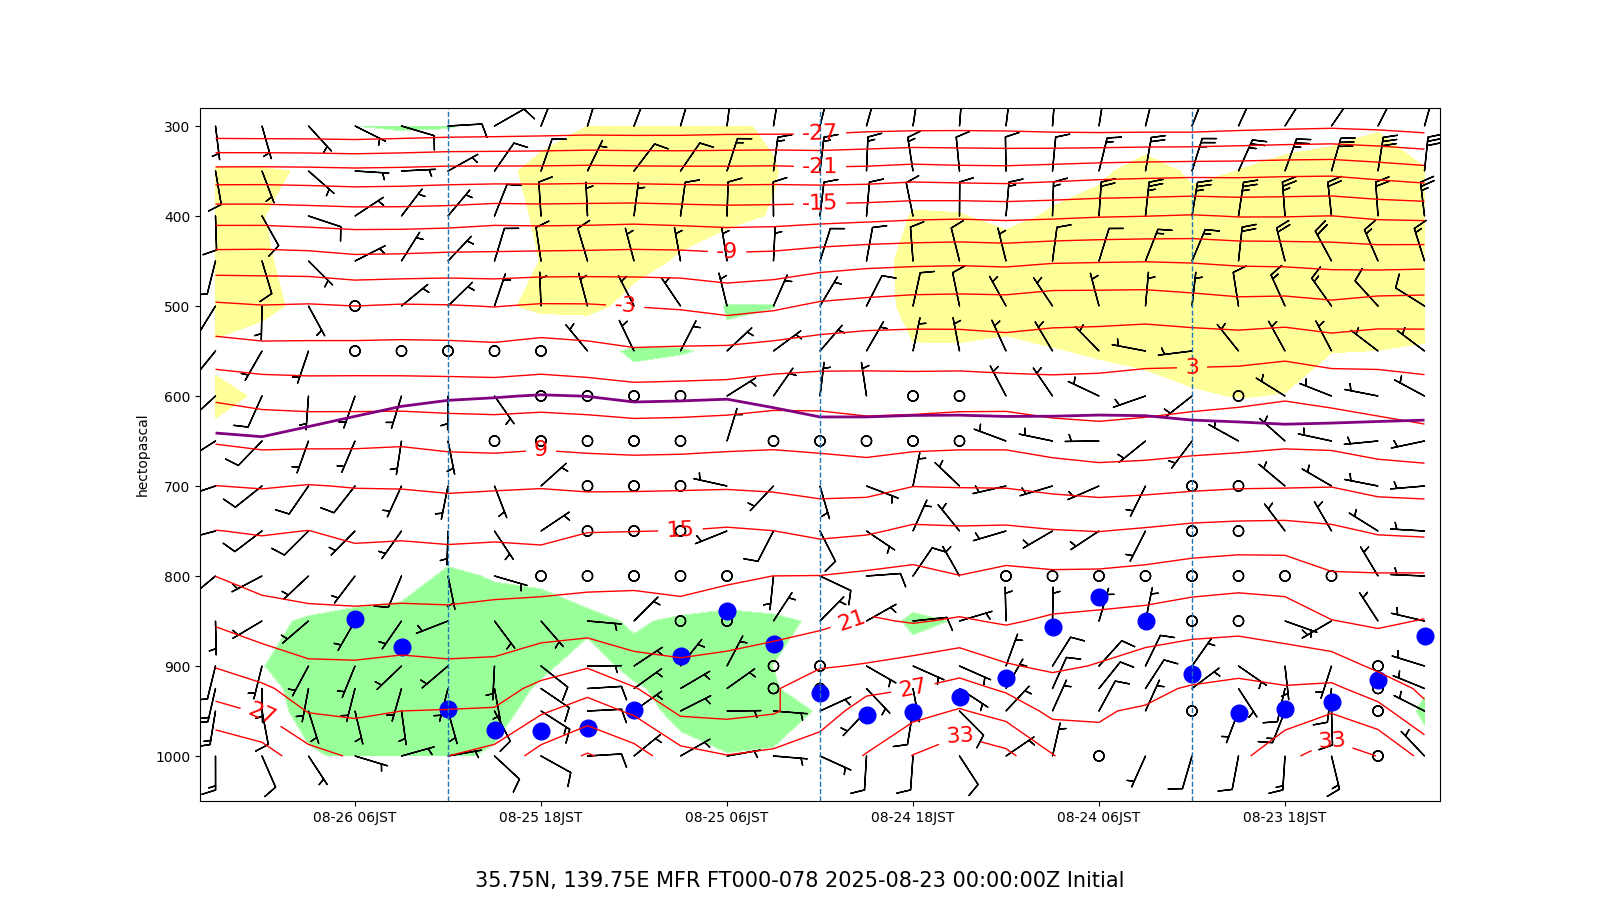 300
400
500
600
700
800
900
1000
hectopascal
-27
-21
-15
-9
-3
3
9
15
21
27
27
33
33
08-26 06JST
08-25 18JST
08-25 06JST
08-24 18JST
08-24 06JST
08-23 18JST
35.75N, 139.75E MFR FT000-078 2025-08-23 00:00:00Z Initial